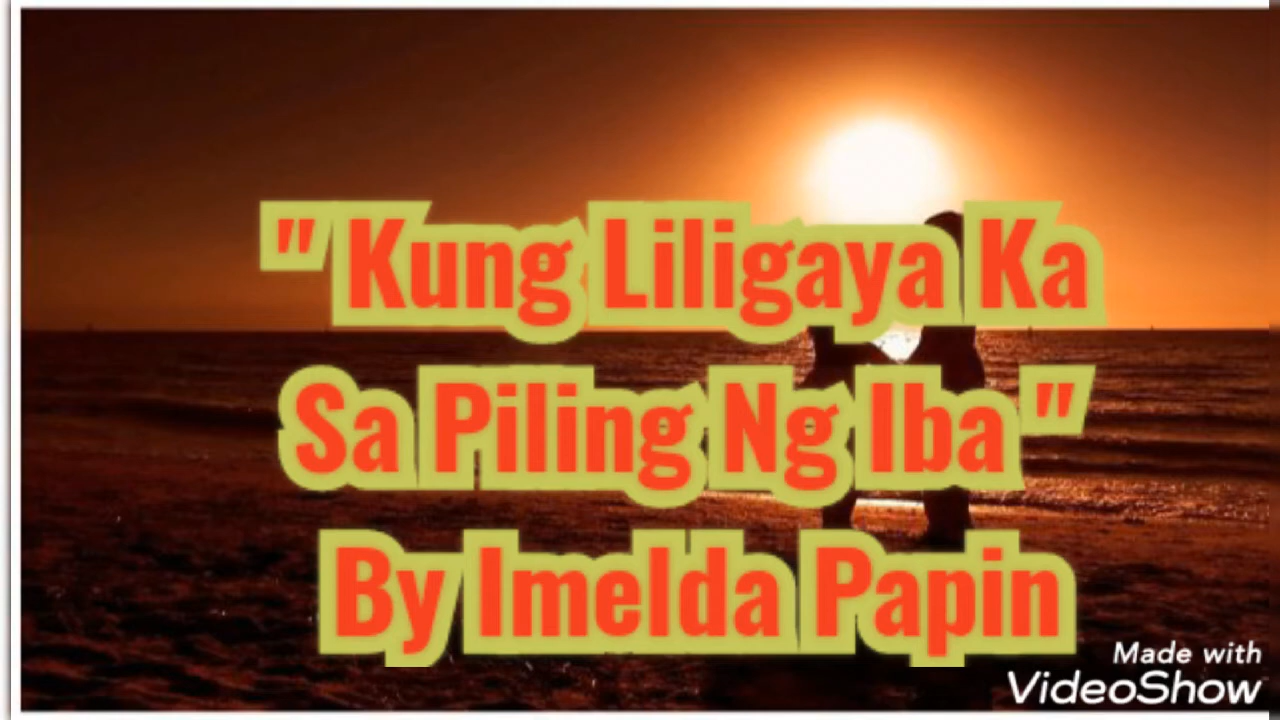 " Kung Liligaya Ka
Sa Piling Ng Iba "
By Imelda Papin
Made with
VideoShow